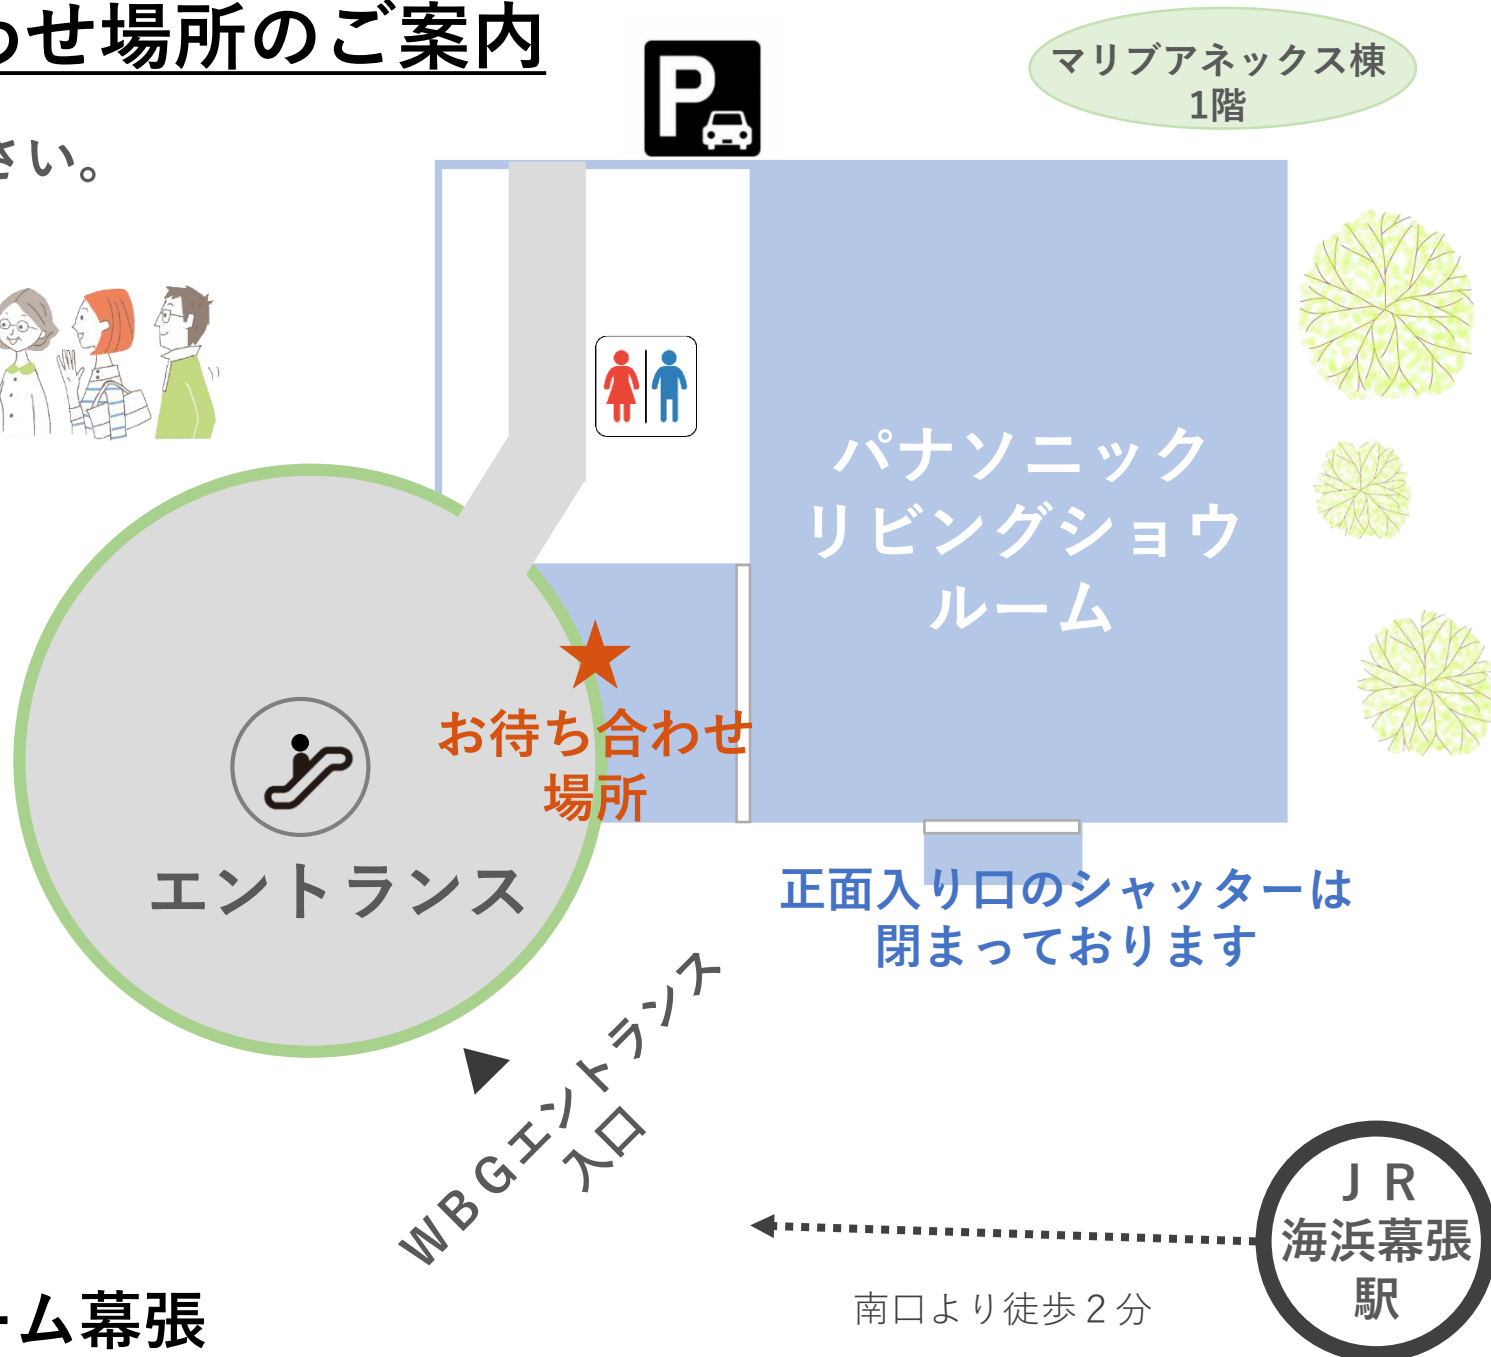 わせ場所のご案内
さい。
P
マリブアネックス棟
1階
パナソニック
リビングショウ
ルーム
お待ち合わせ
場所
エントランス
正面入り口のシャッターは
閉まっております
ＷＢＧエントランス
入口
ＪＲ
海浜幕張
駅
南口より徒歩２分
ーム幕張